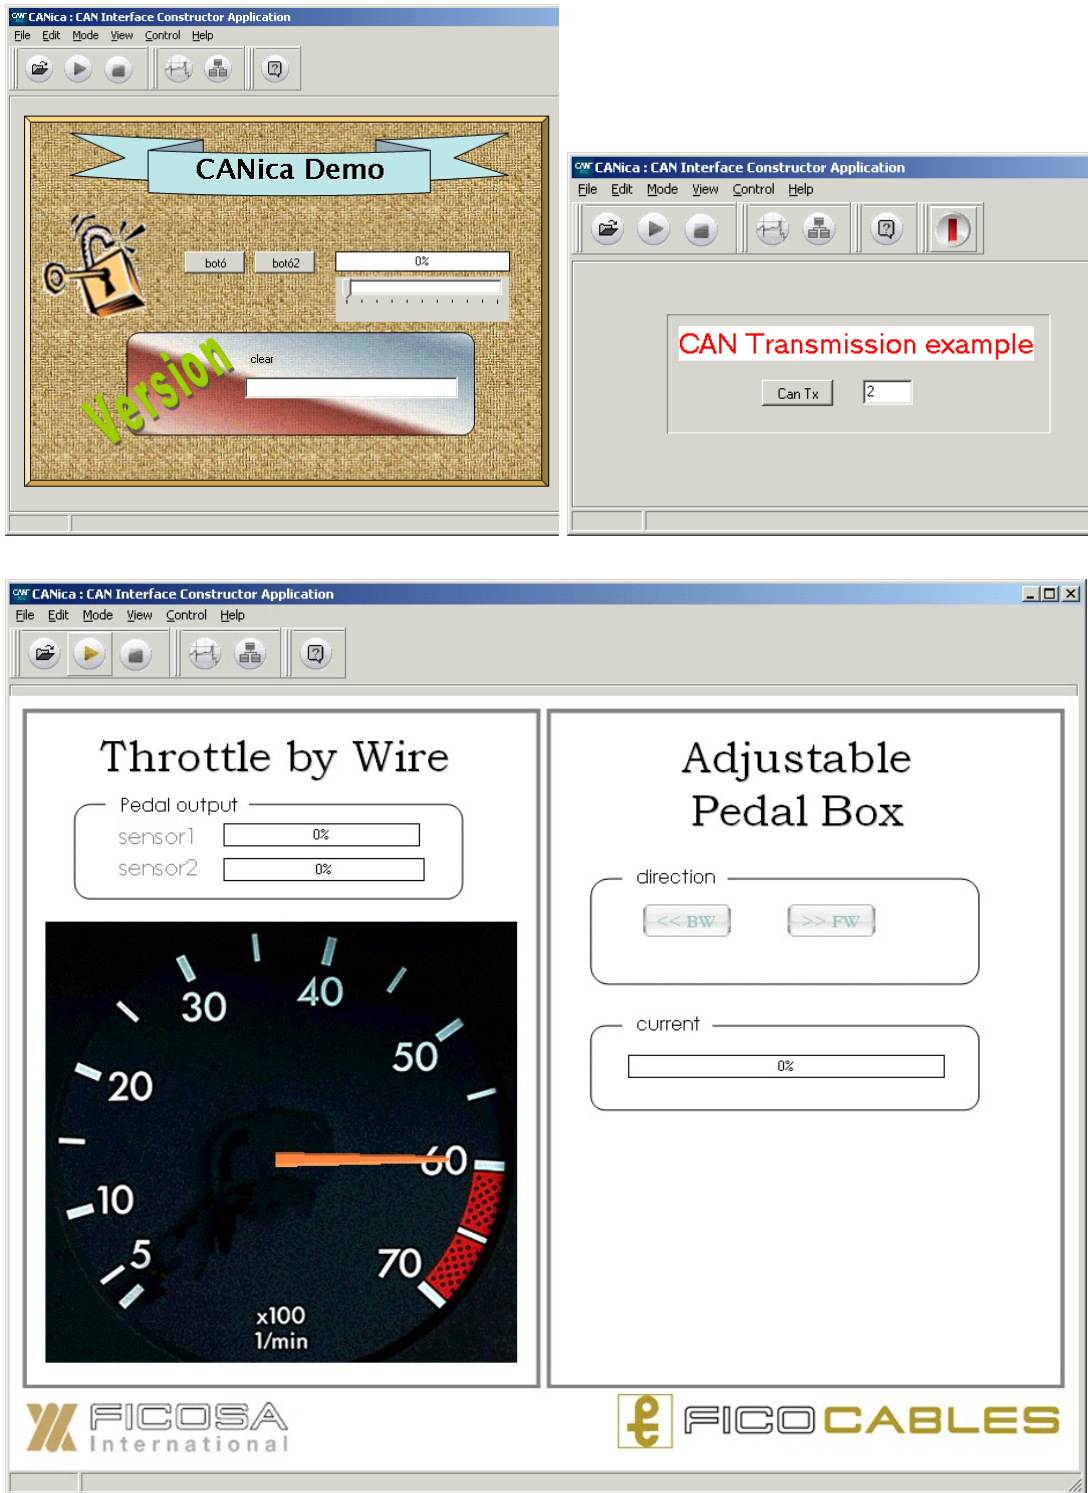 CANica : CAN Interface Constructor Application
File Edit Mode View Control Help
CANica Demo
botó botó2 0%
Version
clear
CANica : CAN Interface Constructor Application
File Edit Mode View Control Help
CAN Transmission example
Can Tx 2
CANica : CAN Interface Constructor Application
File Edit Mode View Control Help
Throttle by Wire
Pedal output
sensor1 0%
sensor2 0%
5
10
20
30
40
50
60
70
x100
1/min
Adjustable
Pedal Box
direction
<< BW >> FW
current
0%
FICOSA
International
FICOCABLES